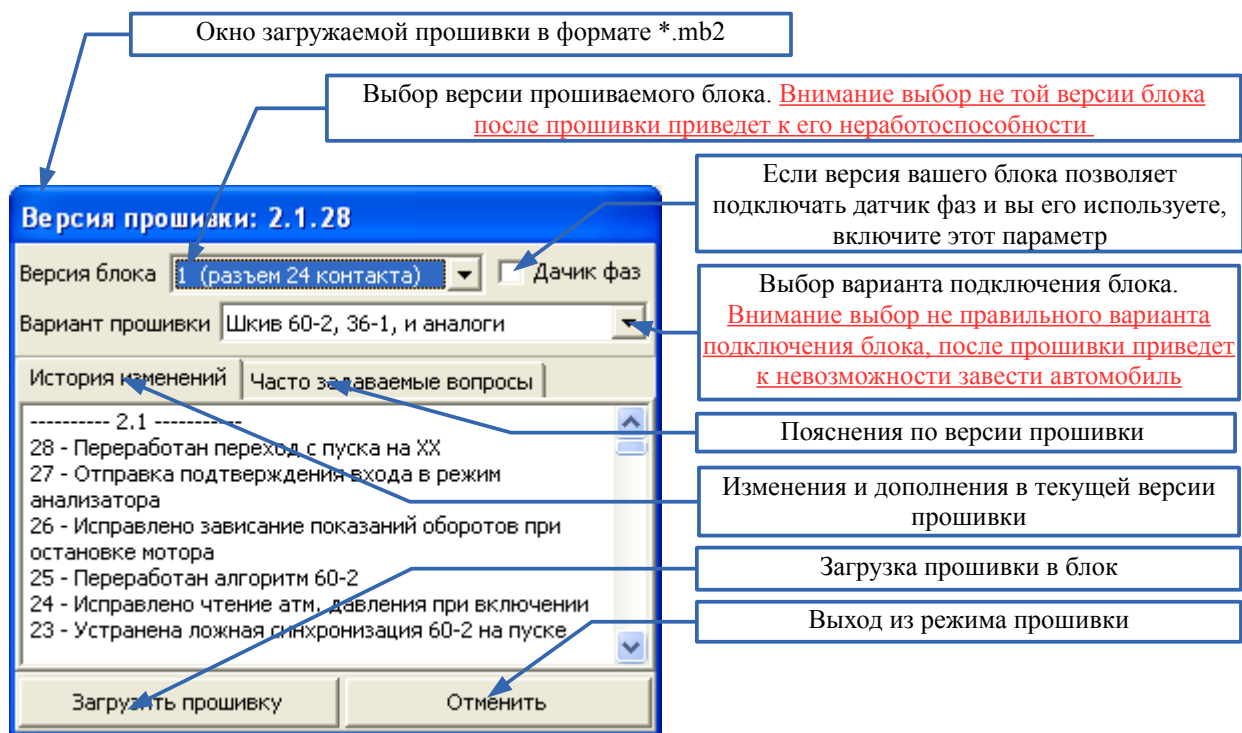 Окно загружаемой прошивки в формате *.mb2
Выбор версии прошиваемого блока. Внимание выбор не той версии блока
после прошивки приведет к его неработоспособности
Если версия вашего блока позволяет
подключать датчик фаз и вы его используете,
включите этот параметр
Выбор варианта подключения блока.
Внимание выбор не правильного варианта
подключения блока, после прошивки приведет
к невозможности завести автомобиль
Пояснения по версии прошивки
Изменения и дополнения в текущей версии
прошивки
Загрузка прошивки в блок
Выход из режима прошивки
Версия прошивки: 2.1.28
Версия блока 1 (разъем 24 контакта) Дачик фаз
Вариант прошивки Шкив 60-2, 36-1, и аналоги
История изменений Часто задаваемые вопросы
---------- 2.1 -----------
28 - Переработан переход с пуска на ХХ
27 - Отправка подтверждения входа в режим
анализатора
26 - Исправлено зависание показаний оборотов при
остановке мотора
25 - Переработан алгоритм 60-2
24 - Исправлено чтение атм. давления при включении
23 - Устранена ложная синхронизация 60-2 на пуске
Загрузить прошивку Отменить